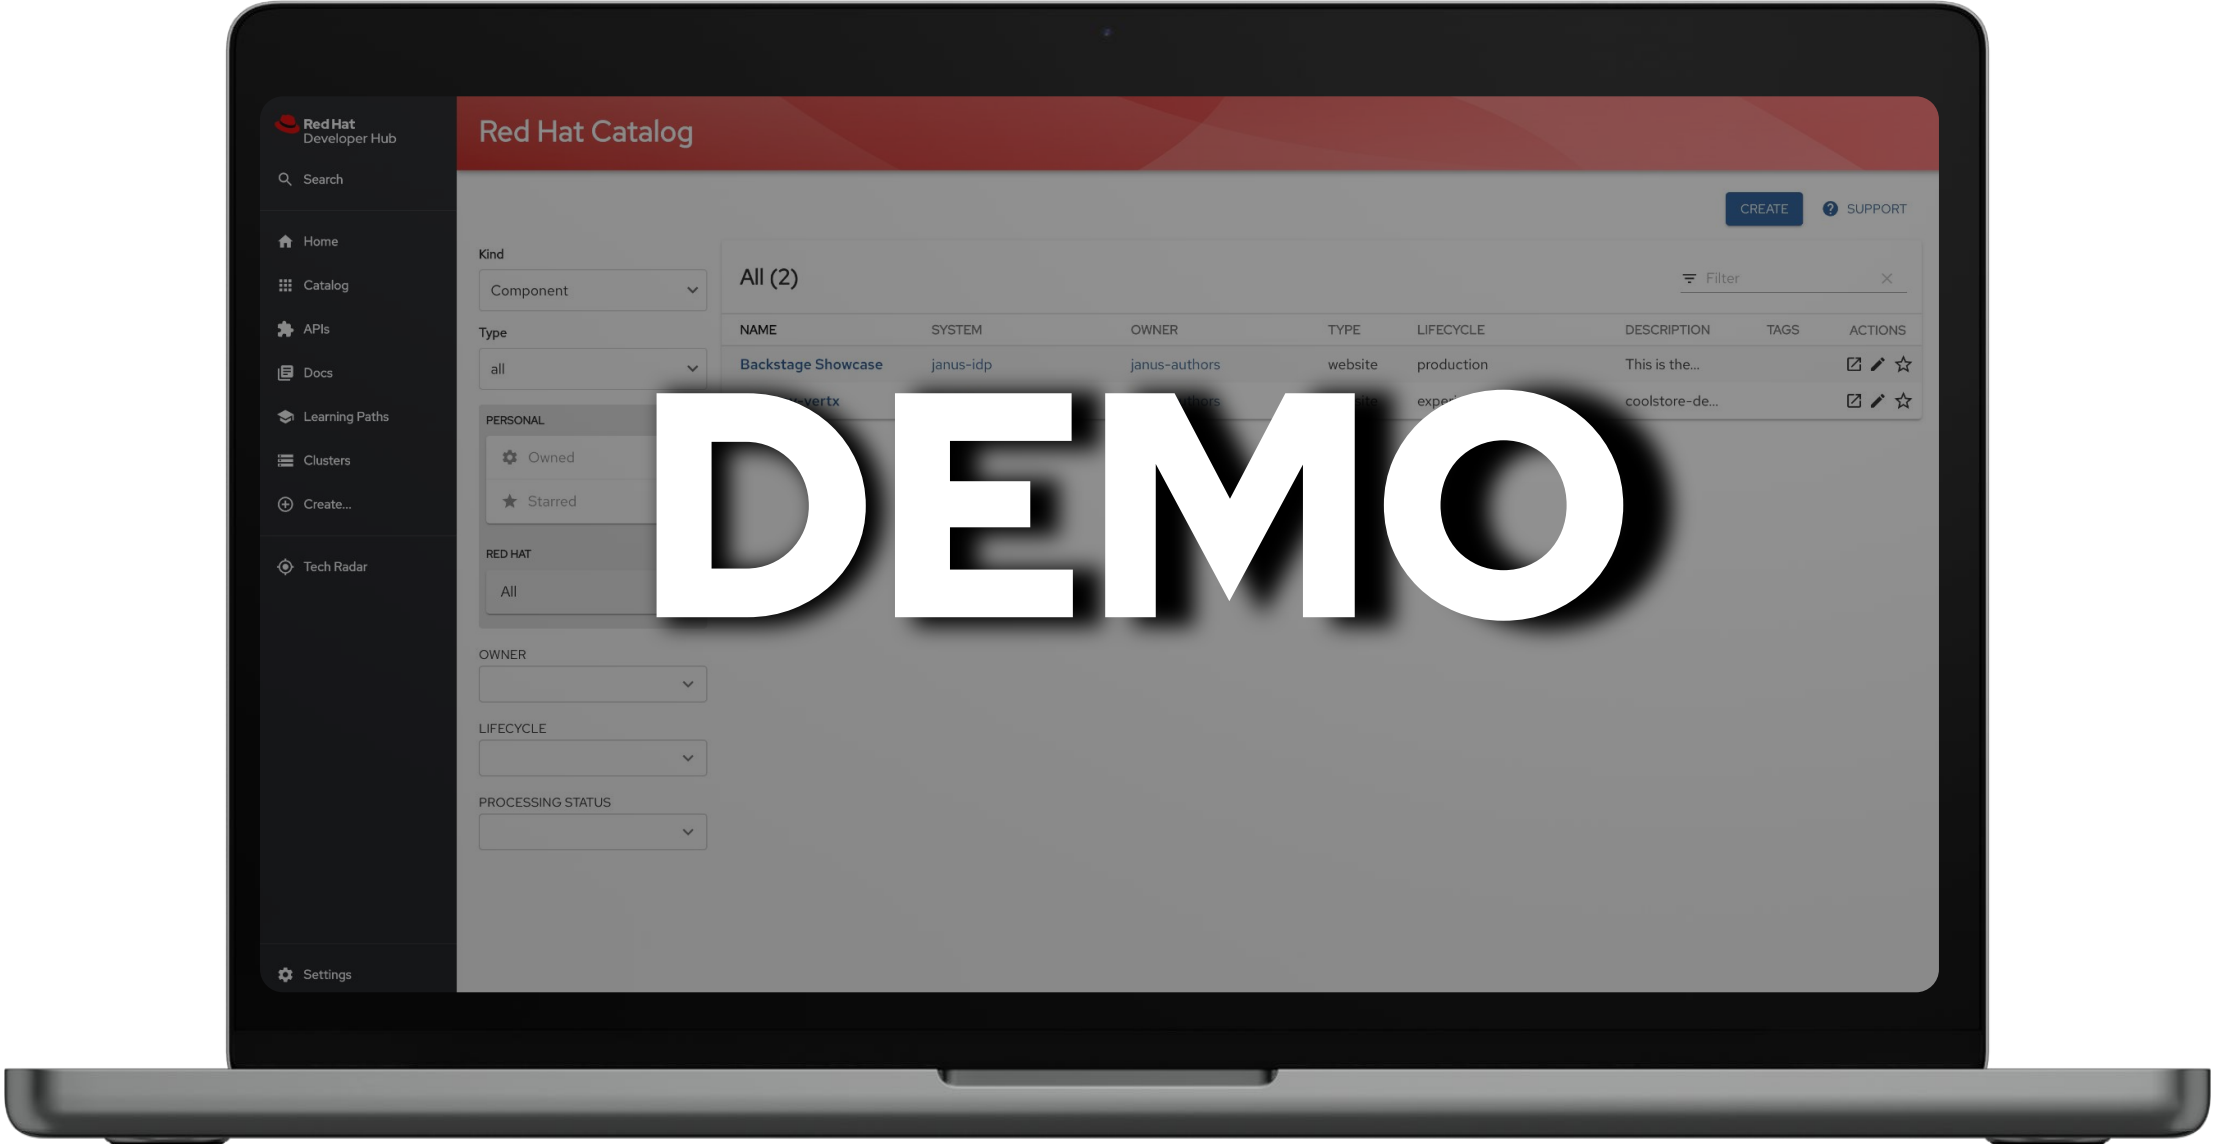 Red Hat
Developer Hub
Search
Home
Catalog
APIs
Docs
Learning Paths
Clusters
Create...
Tech Radar
Settings
Red Hat Catalog
CREATE
SUPPORT
Kind
Component
Type
all
PERSONAL
Owned
Starred
RED HAT
All
OWNER
LIFECYCLE
PROCESSING STATUS
All (2)
Filter
NAME SYSTEM OWNER TYPE LIFECYCLE DESCRIPTION TAGS ACTIONS
Backstage Showcase janus-idp janus-authors website production This is the...
coolstore-de...
DEMO